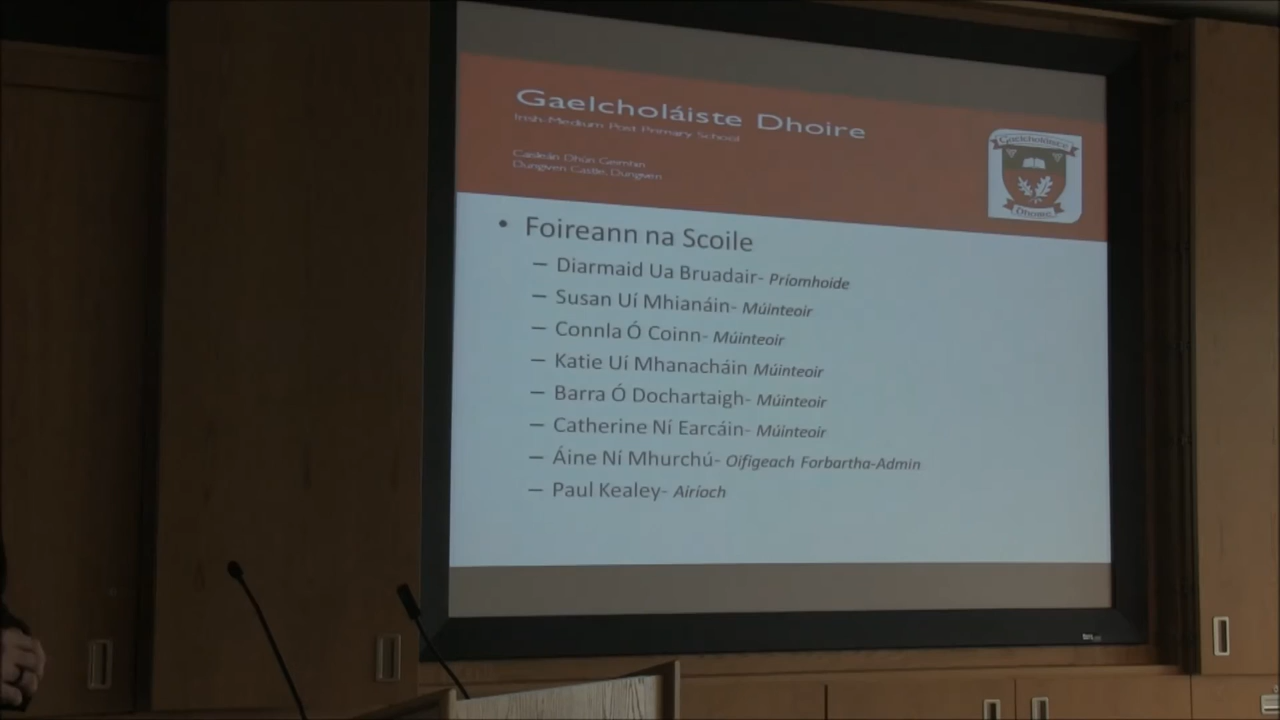 Gaelcholáiste Dhoire
Irish-Medium Post Primary School
Caisleán Dhún Geimhin
Dungiven Castle, Dungiven
Gaelcholáiste
Dhoire
• Foireann na Scoile
– Diarmaid Ua Bruadair- Príomhoide
– Susan Uí Mhianáin- Múinteoir
– Connla Ó Coinn- Múinteoir
– Katie Uí Mhanacháin Múinteoir
– Barra Ó Dochartaigh- Múinteoir
– Catherine Ní Earcáin- Múinteoir
– Áine Ní Mhurchú- Oifigeach Forbartha-Admin
– Paul Kealey- Airíoch